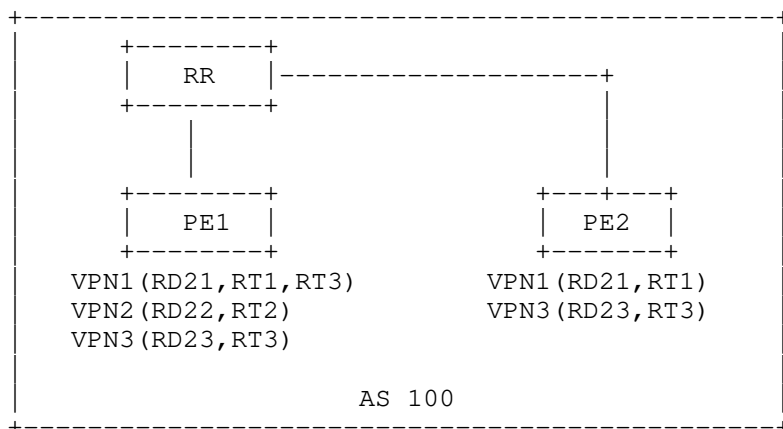 RR
PE1 PE2
VPN1(RD21,RT1,RT3) VPN1(RD21,RT1)
VPN2(RD22,RT2) VPN3(RD23,RT3)
VPN3(RD23,RT3)
AS 100